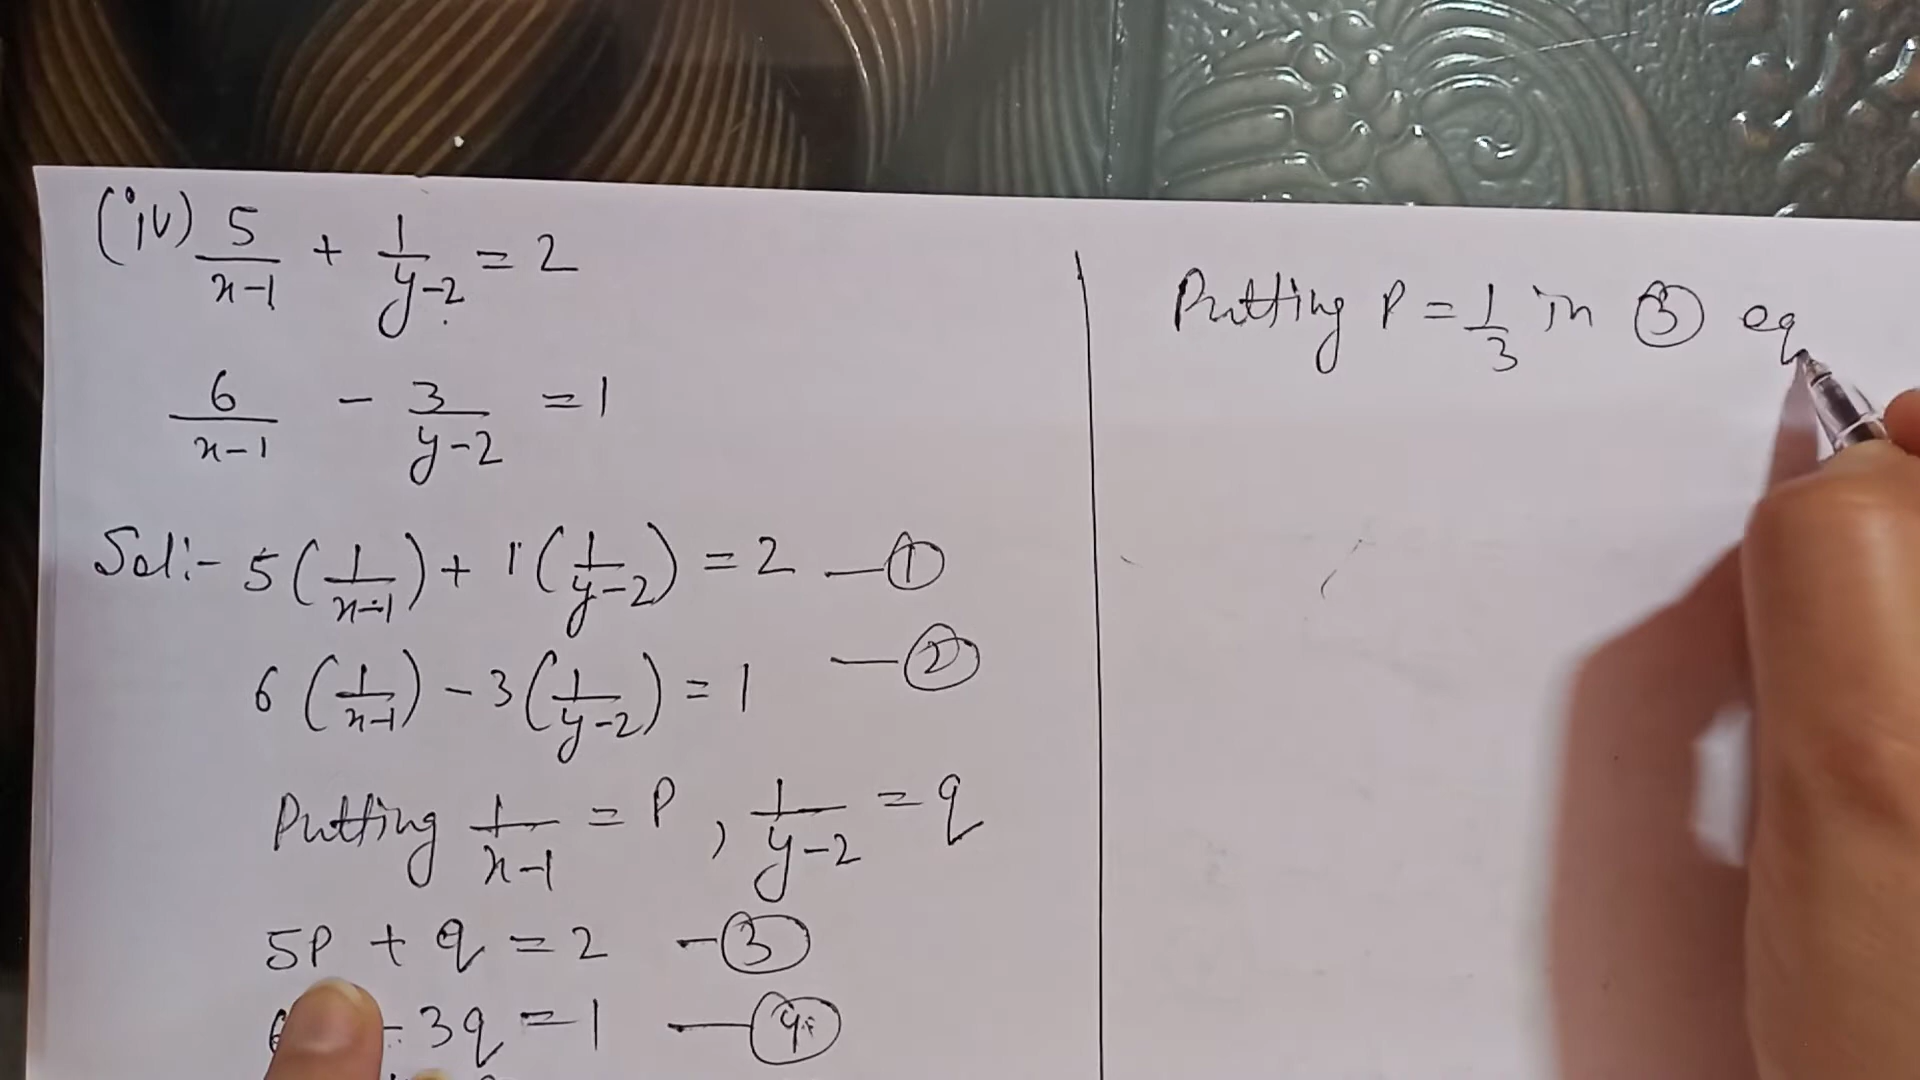 (iv) 5/(x-1) + 1/(y-2) = 2
6/(x-1) - 3/(y-2) = 1
Sol:- 5(1/(x-1)) + 1(1/(y-2)) = 2 —①
6(1/(x-1)) - 3(1/(y-2)) = 1 —②
Putting 1/(x-1) = P, 1/(y-2) = q
5P + q = 2 —③
- 3q = 1 —④
Putting P = 1/3 in ③ eq